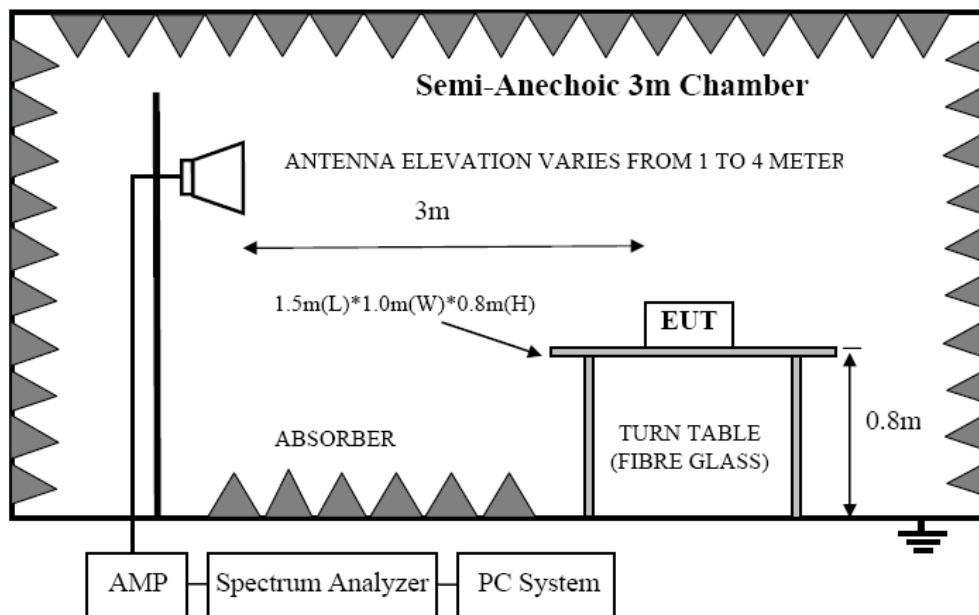 Semi-Anechoic 3m Chamber
ANTENNA ELEVATION VARIES FROM 1 TO 4 METER
3m
1.5m(L)*1.0m(W)*0.8m(H)
EUT
0.8m
ABSORBER
TURN TABLE
(FIBRE GLASS)
AMP
Spectrum Analyzer
PC System